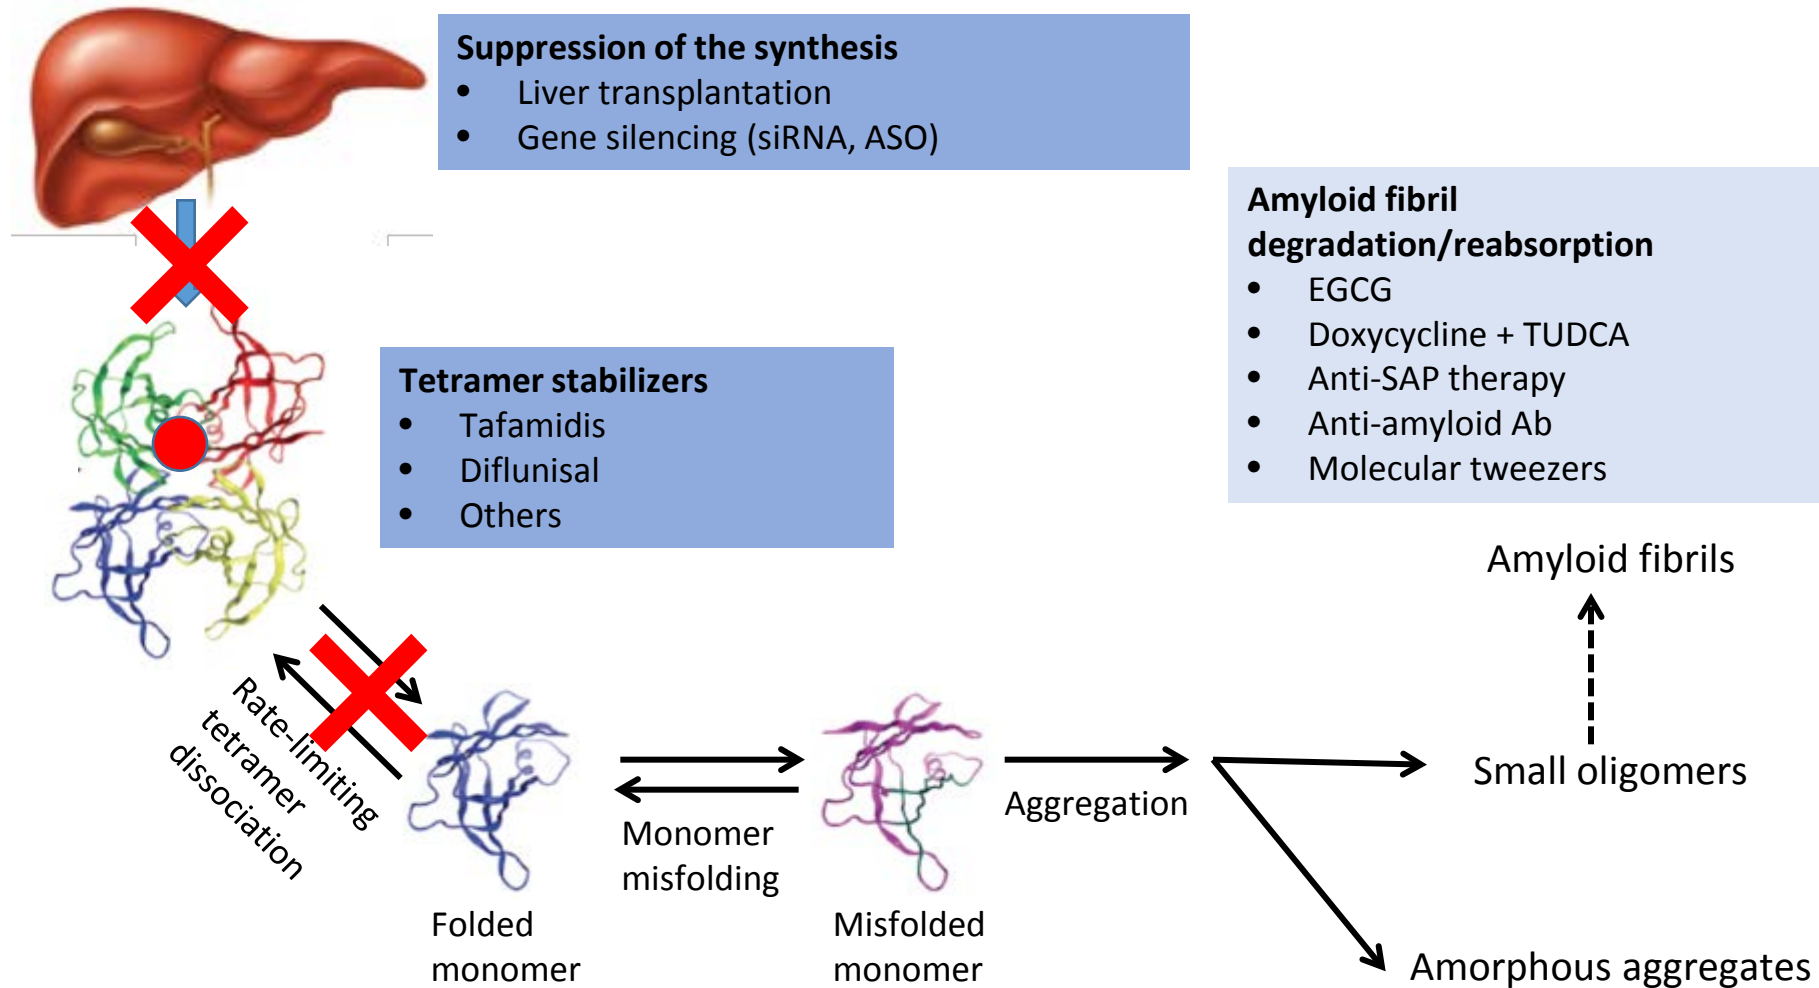 Suppression of the synthesis
• Liver transplantation
• Gene silencing (siRNA, ASO)
Amyloid fibril
degradation/reabsorption
• EGCG
• Doxycycline + TUDCA
• Anti-SAP therapy
• Anti-amyloid Ab
• Molecular tweezers
Tetramer stabilizers
• Tafamidis
• Diflunisal
• Others
Amyloid fibrils
Rate-limiting
tetramer
dissociation
Small oligomers
Aggregation
Monomer
misfolding
Folded
monomer
Misfolded
monomer
Amorphous aggregates